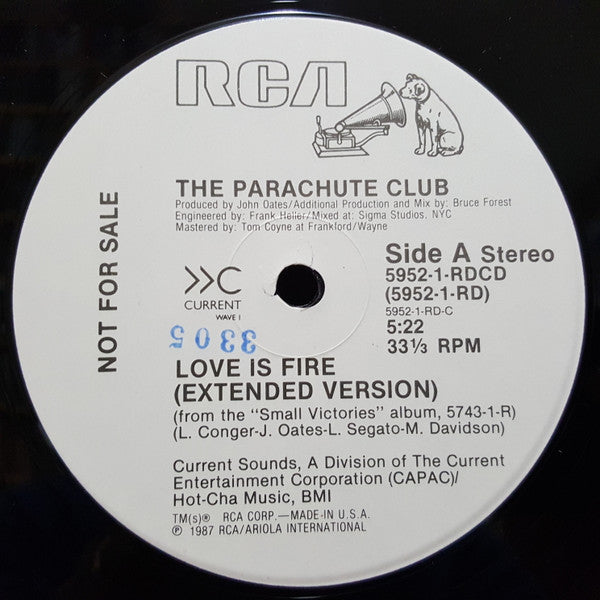 RCA
THE PARACHUTE CLUB
Produced by John Oates/Additional Production and Mix by: Bruce Forest
Engineered by: Frank Heller/Mixed at: Sigma Studios, NYC
Mastered by: Tom Coyne at Frankford/Wayne
NOT FOR SALE
>>C
CURRENT
WAVE I
Side A Stereo
5952-1-RDCD
(5952-1-RD)
5952-1-RD-C
5:22
33⅓ RPM
3305
LOVE IS FIRE
(EXTENDED VERSION)
(from the "Small Victories" album, 5743-1-R)
(L. Conger-J. Oates-L. Segato-M. Davidson)
Current Sounds, A Division of The Current
Entertainment Corporation (CAPAC)/
Hot-Cha Music, BMI
TM(s)® RCA CORP.—MADE IN U.S.A.
℗ 1987 RCA/ARIOLA INTERNATIONAL